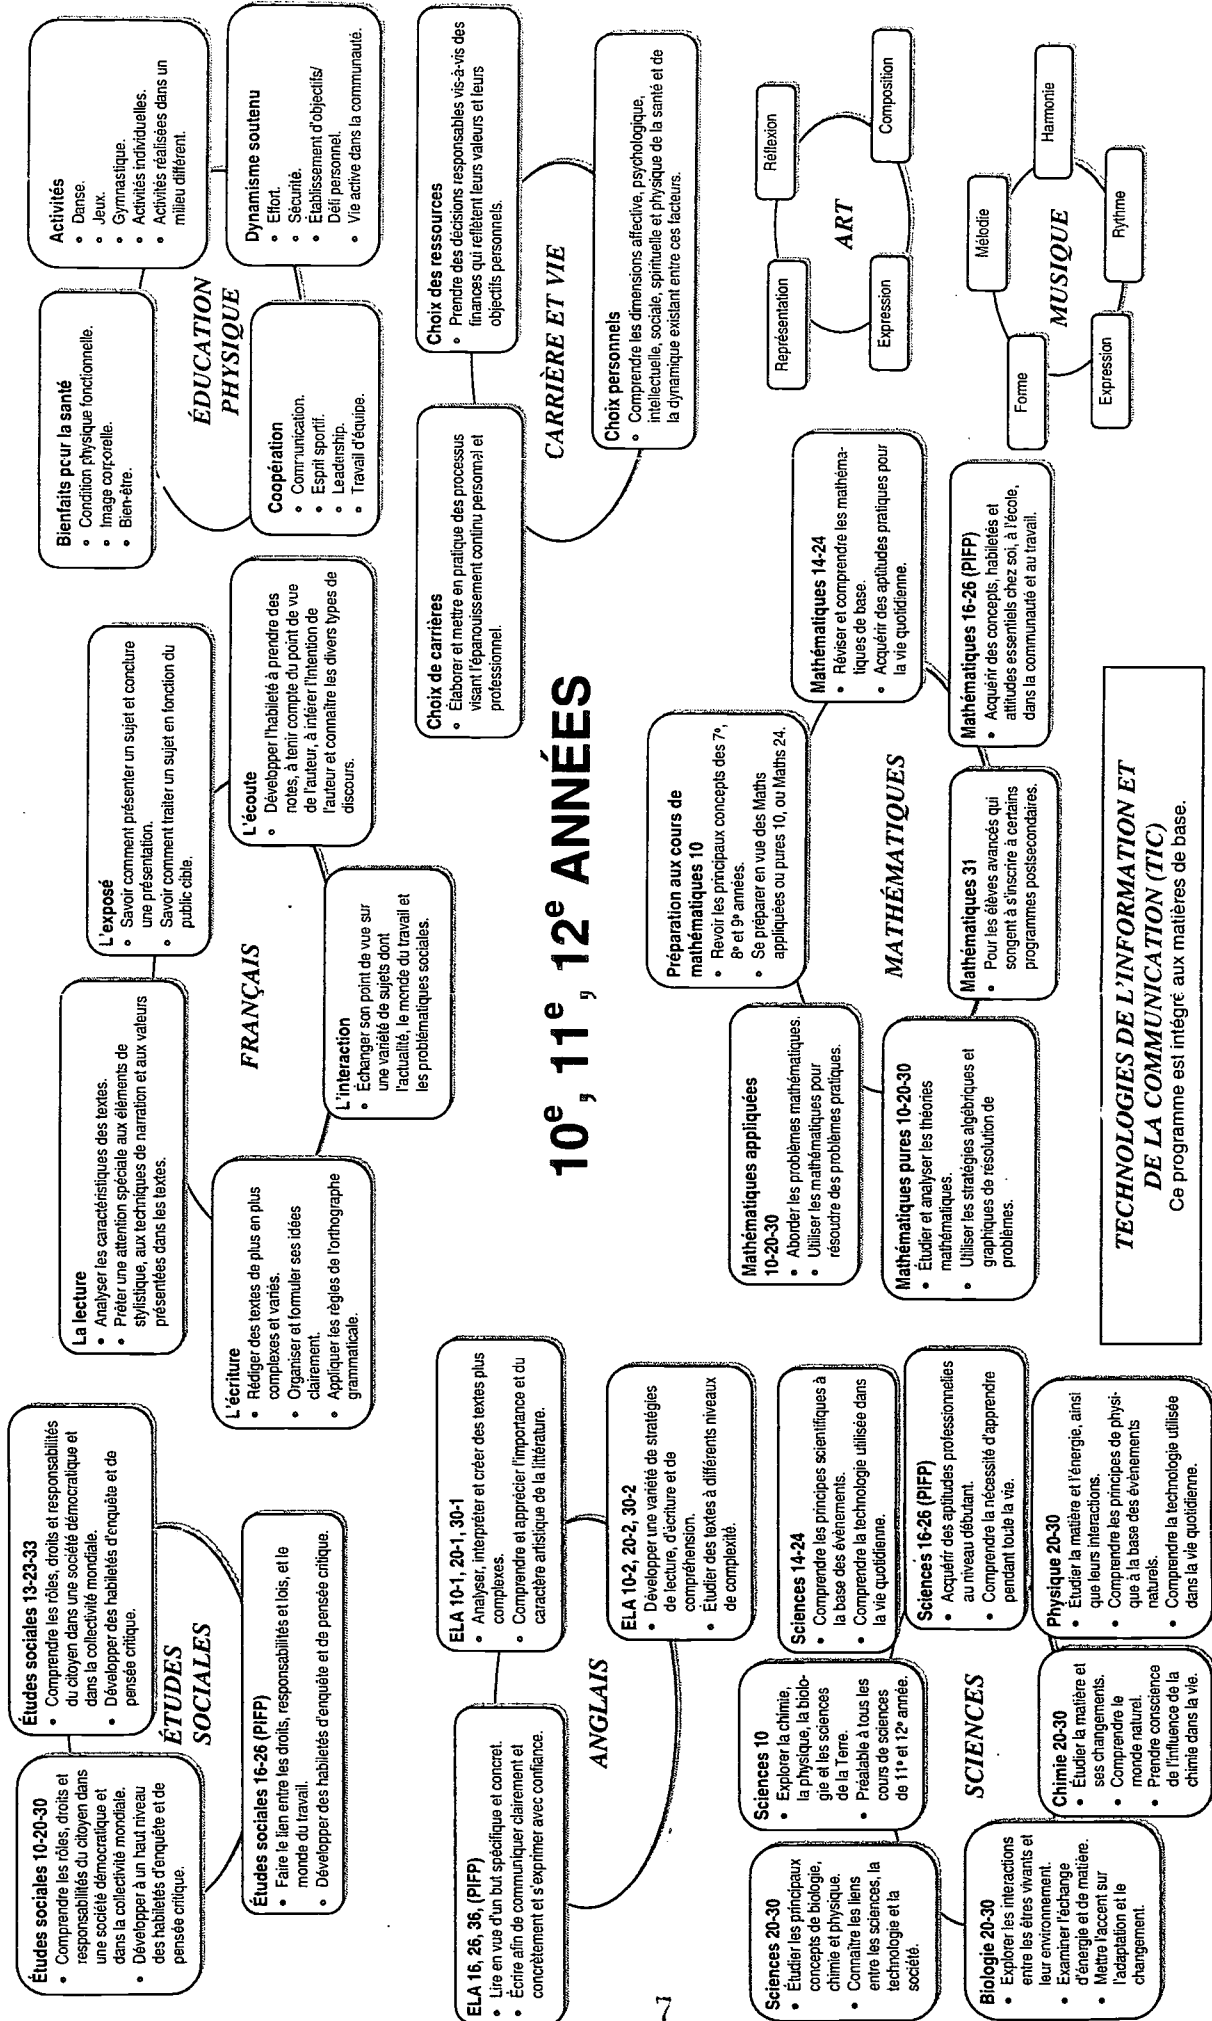 Études sociales 10-20-30
• Comprendre les rôles, droits et
responsabilités du citoyen dans
une société démocratique et
dans la collectivité mondiale.
• Développer à un haut niveau
des habiletés d'enquête et de
pensée critique.
Études sociales 13-23-33
• Comprendre les rôles, droits et responsabilités
du citoyen dans une société démocratique et
dans la collectivité mondiale.
• Développer des habiletés d'enquête et de
pensée critique.
ÉTUDES
SOCIALES
Études sociales 16-26 (PIFP)
• Faire le lien entre les droits, responsabilités et lois, et le
monde du travail.
• Développer des habiletés d'enquête et de pensée critique.
La lecture
• Analyser les caractéristiques des textes.
• Prêter une attention spéciale aux éléments de
stylistique, aux techniques de narration et aux valeurs
présentées dans les textes.
L'exposé
• Savoir comment présenter un sujet et conclure
une présentation.
• Savoir comment traiter un sujet en fonction du
public cible.
FRANÇAIS
L'écriture
• Rédiger des textes de plus en plus
complexes et variés.
• Organiser et formuler ses idées
clairement.
• Appliquer les règles de l'orthographe
grammaticale.
L'interaction
• Échanger son point de vue sur
une variété de sujets dont
l'actualité, le monde du travail et
les problématiques sociales.
L'écoute
• Développer l'habileté à prendre des
notes, à tenir compte du point de vue
de l'auteur, à inférer l'intention de
l'auteur et connaître les divers types de
discours.
Bienfaits pour la santé
• Condition physique fonctionnelle.
• Image corporelle.
• Bien-être.
Activités
• Danse.
• Jeux.
• Gymnastique.
• Activités individuelles.
• Activités réalisées dans un
milieu différent.
ÉDUCATION
PHYSIQUE
Coopération
• Communication.
• Esprit sportif.
• Leadership.
• Travail d'équipe.
Dynamisme soutenu
• Effort.
• Sécurité.
• Établissement d'objectifs/
Défi personnel.
• Vie active dans la communauté.
ELA 16, 26, 36, (PIFP)
• Lire en vue d'un but spécifique et concret.
• Écrire afin de communiquer clairement et
concrètement et s'exprimer avec confiance.
ELA 10-1, 20-1, 30-1
• Analyser, interpréter et créer des textes plus
complexes.
• Comprendre et apprécier l'importance et du
caractère artistique de la littérature.
ANGLAIS
ELA 10-2, 20-2, 30-2
• Développer une variété de stratégies
de lecture, d'écriture et de
compréhension.
• Étudier des textes à différents niveaux
de complexité.
10e, 11e, 12e ANNÉES
Choix de carrières
• Élaborer et mettre en pratique des processus
visant l'épanouissement continu personnel et
professionnel.
Choix des ressources
• Prendre des décisions responsables vis-à-vis des
finances qui reflètent leurs valeurs et leurs
objectifs personnels.
CARRIÈRE ET VIE
Choix personnels
• Comprendre les dimensions affective, psychologique,
intellectuelle, sociale, spirituelle et physique de la santé et de
la dynamique existant entre ces facteurs.
Sciences 20-30
• Étudier les principaux
concepts de biologie,
chimie et physique.
• Connaître les liens
entre les sciences, la
technologie et la
société.
Sciences 10
• Explorer la chimie,
la physique, la biolo-
gie et les sciences
de la Terre.
• Préalable à tous les
cours de sciences
de 11e et 12e année.
Sciences 14-24
• Comprendre les principes scientifiques à
la base des évènements.
• Comprendre la technologie utilisée dans
la vie quotidienne.
Sciences 16-26 (PIFP)
• Acquérir des aptitudes professionnelles
au niveau débutant.
• Comprendre la nécessité d'apprendre
pendant toute la vie.
SCIENCES
Biologie 20-30
• Explorer les interactions
entre les êtres vivants et
leur environnement.
• Examiner l'échange
d'énergie et de matière.
• Mettre l'accent sur
l'adaptation et le
changement.
Chimie 20-30
• Étudier la matière et
ses changements.
• Comprendre le
monde naturel.
• Prendre conscience
de l'influence de la
chimie dans la vie.
Physique 20-30
• Étudier la matière et l'énergie, ainsi
que leurs interactions.
• Comprendre les principes de physi-
que à la base des évènements
naturels.
• Comprendre la technologie utilisée
dans la vie quotidienne.
Mathématiques appliquées
10-20-30
• Aborder les problèmes mathématiques.
• Utiliser les mathématiques pour
résoudre des problèmes pratiques.
Préparation aux cours de
mathématiques 10
• Revoir les principaux concepts des 7e,
8e et 9e années.
• Se préparer en vue des Maths
appliquées ou pures 10, ou Maths 24.
Mathématiques 14-24
• Réviser et comprendre les mathéma-
tiques de base.
• Acquérir des aptitudes pratiques pour
la vie quotidienne.
MATHÉMATIQUES
Mathématiques pures 10-20-30
• Étudier et analyser les théories
mathématiques.
• Utiliser les stratégies algébriques et
graphiques de résolution de
problèmes.
Mathématiques 31
• Pour les élèves avancés qui
songent à s'inscrire à certains
programmes postsecondaires.
Mathématiques 16-26 (PIFP)
• Acquérir des concepts, habiletés et
attitudes essentiels chez soi, à l'école,
dans la communauté et au travail.
Représentation
Réflexion
ART
Expression
Composition
Forme
Mélodie
Harmonie
MUSIQUE
Expression
Rythme
TECHNOLOGIES DE L'INFORMATION ET
DE LA COMMUNICATION (TIC)
Ce programme est intégré aux matières de base.
7